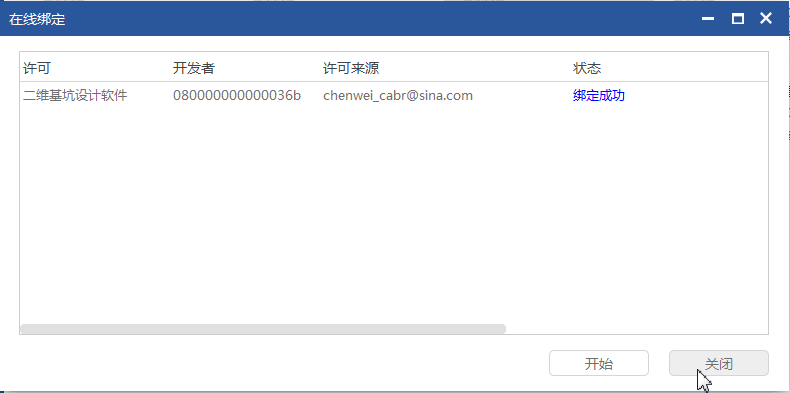 在线绑定
许可 开发者 许可来源 状态
二维基坑设计软件 080000000000036b chenwei_cabr@sina.com 绑定成功
开始 关闭